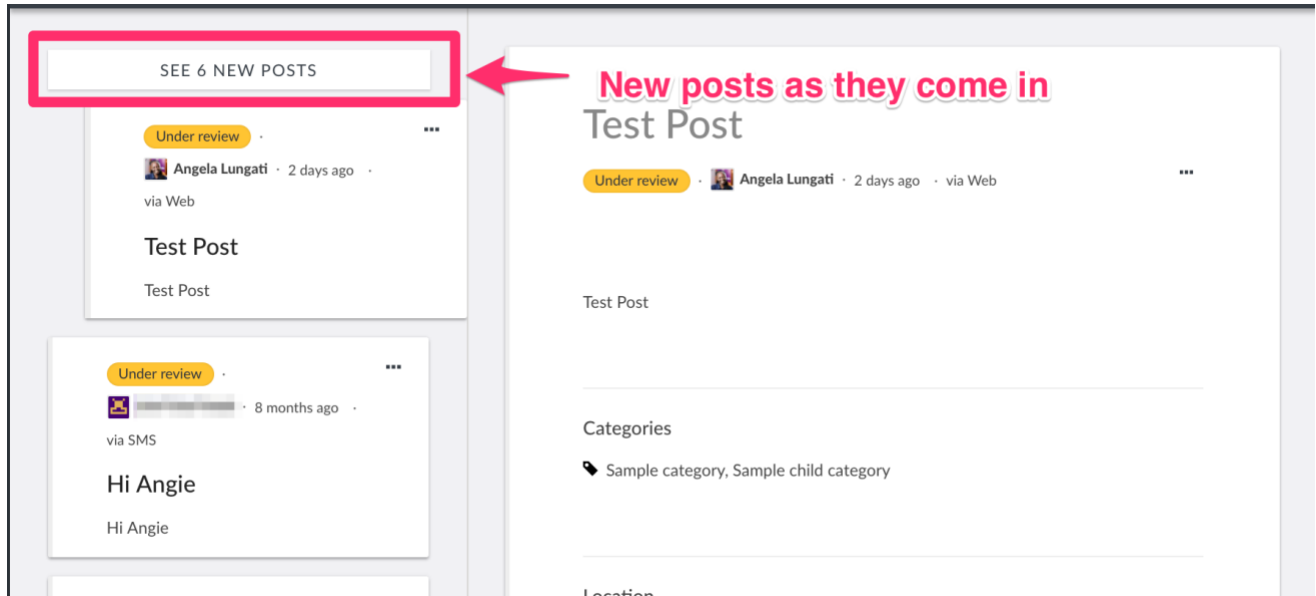 SEE 6 NEW POSTS
New posts as they come in
Under review · ...
Angela Lungati · 2 days ago ·
via Web
Test Post
Test Post
Under review ·
· 8 months ago ·
via SMS
Hi Angie
Hi Angie
Test Post
Under review · Angela Lungati · 2 days ago · via Web
Test Post
Categories
Sample category, Sample child category
Location